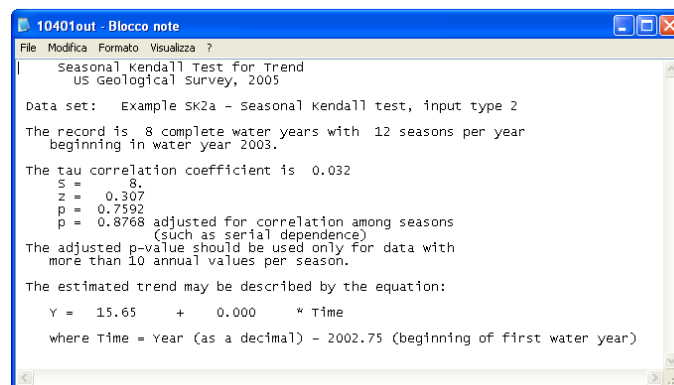 10401out - Blocco note
File Modifica Formato Visualizza ?
Seasonal Kendall Test for Trend
US Geological Survey, 2005
Data set: Example SK2a - Seasonal Kendall test, input type 2
The record is 8 complete water years with 12 seasons per year
beginning in water year 2003.
The tau correlation coefficient is 0.032
S = 8.
z = 0.307
p = 0.7592
p = 0.8768 adjusted for correlation among seasons
(such as serial dependence)
The adjusted p-value should be used only for data with
more than 10 annual values per season.
The estimated trend may be described by the equation:
Y = 15.65 + 0.000 * Time
where Time = Year (as a decimal) - 2002.75 (beginning of first water year)